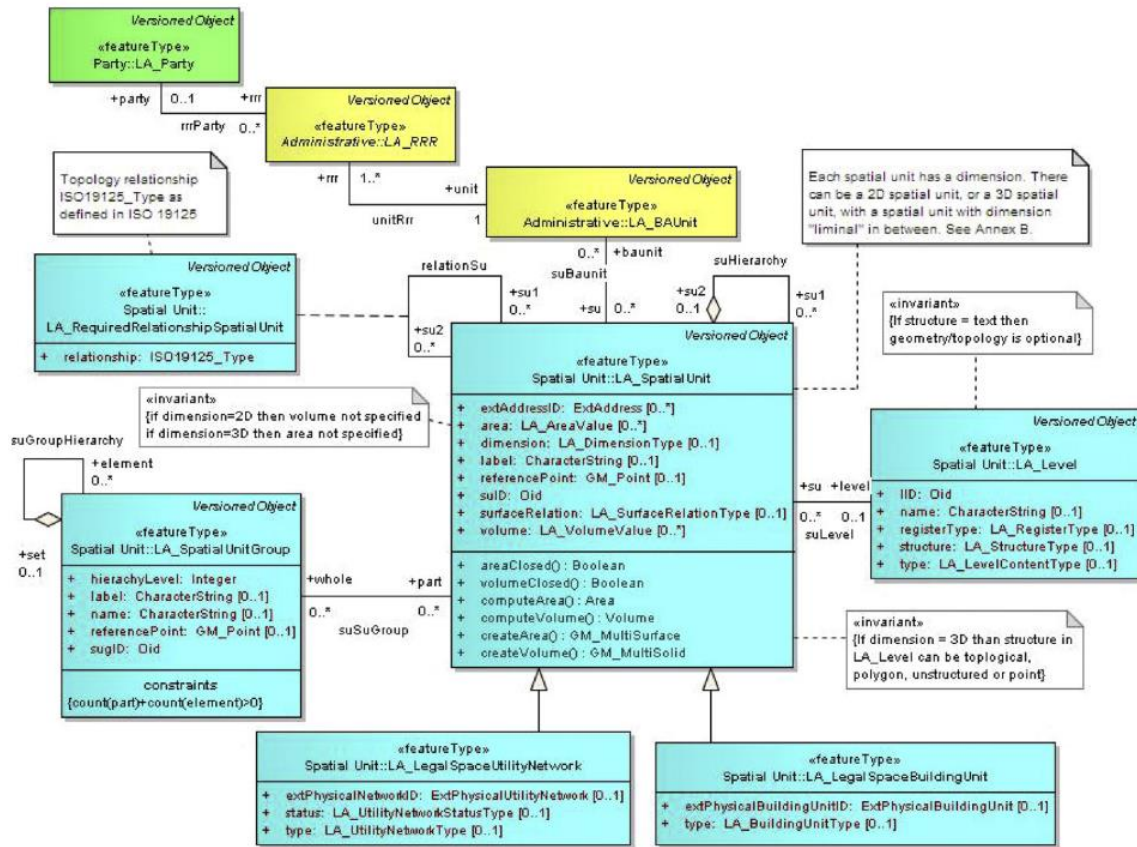 Versioned Object
«featureType»
Party::LA_Party
+party
0..1
+rrr
rrrParty
0..*
Versioned Object
«featureType»
Administrative::LA_RRR
+rrr
1..*
+unit
unitRrr
1
Versioned Object
«featureType»
Administrative::LA_BAUnit
0..*
+baunit
suBaunit
+su
0..*
Topology relationship
ISO19125_Type as
defined in ISO 19125
Each spatial unit has a dimension. There
can be a 2D spatial unit, or a 3D spatial
unit, with a spatial unit with dimension
"liminal" in between. See Annex B.
Versioned Object
«featureType»
Spatial Unit::
LA_RequiredRelationshipSpatialUnit
+ relationship: ISO19125_Type
relationSu
+su1
0..*
+su2
0..*
suHierarchy
+su2
0..1
+su1
0..*
«invariant»
{If structure = text then
geometry/topology is optional}
«invariant»
{if dimension=2D then volume not specified
if dimension=3D then area not specified}
Versioned Object
«featureType»
Spatial Unit::LA_SpatialUnit
+ extAddressID: ExtAddress [0..*]
+ area: LA_AreaValue [0..*]
+ dimension: LA_DimensionType [0..1]
+ label: CharacterString [0..1]
+ referencePoint: GM_Point [0..1]
+ suID: Oid
+ surfaceRelation: LA_SurfaceRelationType [0..1]
+ volume: LA_VolumeValue [0..*]
+ areaClosed() : Boolean
+ volumeClosed() : Boolean
+ computeArea() : Area
+ computeVolume() : Volume
+ createArea() : GM_MultiSurface
+ createVolume() : GM_MultiSolid
Versioned Object
«featureType»
Spatial Unit::LA_Level
+ lID: Oid
+ name: CharacterString [0..1]
+ registerType: LA_RegisterType [0..1]
+ structure: LA_StructureType [0..1]
+ type: LA_LevelContentType [0..1]
+su
+level
0..*
0..1
suLevel
suGroupHierarchy
+element
0..*
+set
0..1
Versioned Object
«featureType»
Spatial Unit::LA_SpatialUnitGroup
+ hierachyLevel: Integer
+ label: CharacterString [0..1]
+ name: CharacterString [0..1]
+ referencePoint: GM_Point [0..1]
+ sugID: Oid
constraints
{count(part)+count(element)>0}
+whole
+part
0..*
0..*
suSuGroup
«invariant»
{If dimension = 3D than structure in
LA_Level can be toplogical,
polygon, unstructured or point}
«featureType»
Spatial Unit::LA_LegalSpaceUtilityNetwork
+ extPhysicalNetworkID: ExtPhysicalUtilityNetwork [0..1]
+ status: LA_UtilityNetworkStatusType [0..1]
+ type: LA_UtilityNetworkType [0..1]
«featureType»
Spatial Unit::LA_LegalSpaceBuildingUnit
+ extPhysicalBuildingUnitID: ExtPhysicalBuildingUnit [0..1]
+ type: LA_BuildingUnitType [0..1]